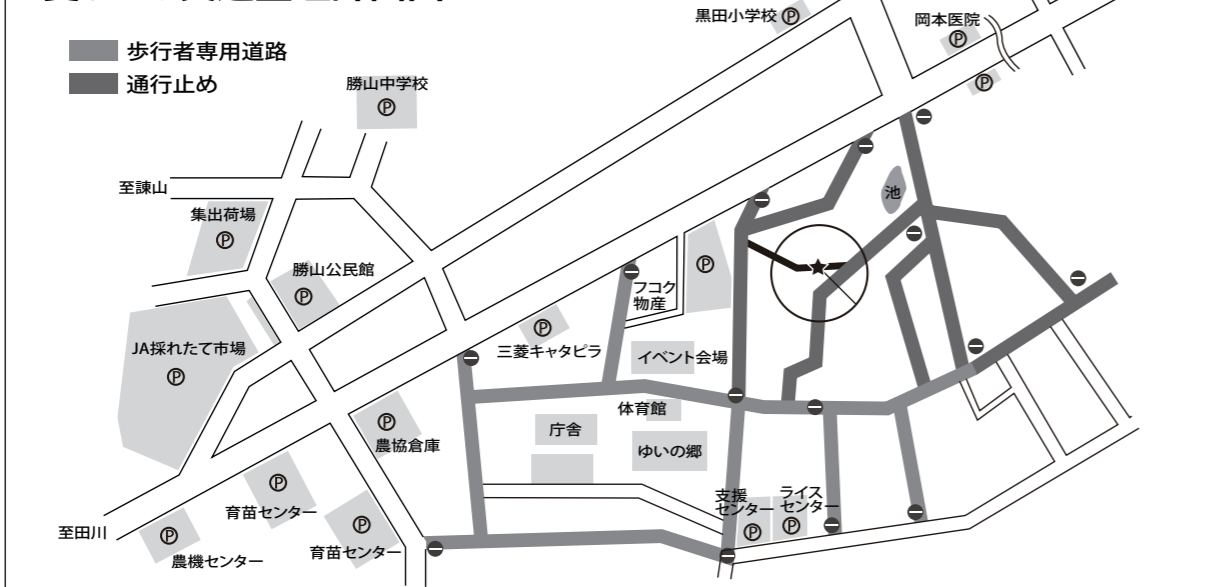 黒田小学校 Ⓟ
岡本医院
Ⓟ
歩行者専用道路
通行止め
Ⓟ
勝山中学校
Ⓟ
至諌山
集出荷場
Ⓟ
池
勝山公民館
Ⓟ
Ⓟ
フコク
物産
JA採れたて市場
Ⓟ
Ⓟ
三菱キャタピラ
イベント会場
体育館
農協倉庫
Ⓟ
庁舎
ゆいの郷
Ⓟ
育苗センター
支援
センター
Ⓟ
ライス
センター
Ⓟ
至田川
Ⓟ
農機センター
Ⓟ
育苗センター